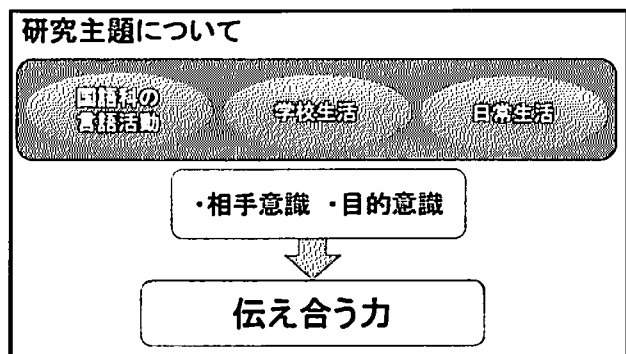 研究主題について
国語科の
言語活動
学校生活
日常生活
・相手意識 ・目的意識
伝え合う力